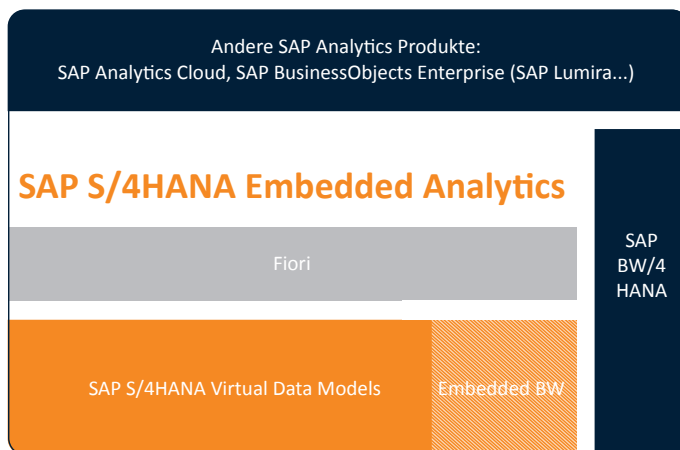 Andere SAP Analytics Produkte:
SAP Analytics Cloud, SAP BusinessObjects Enterprise (SAP Lumira...)
SAP S/4HANA Embedded Analytics
Fiori
SAP
BW/4
HANA
SAP S/4HANA Virtual Data Models
Embedded BW